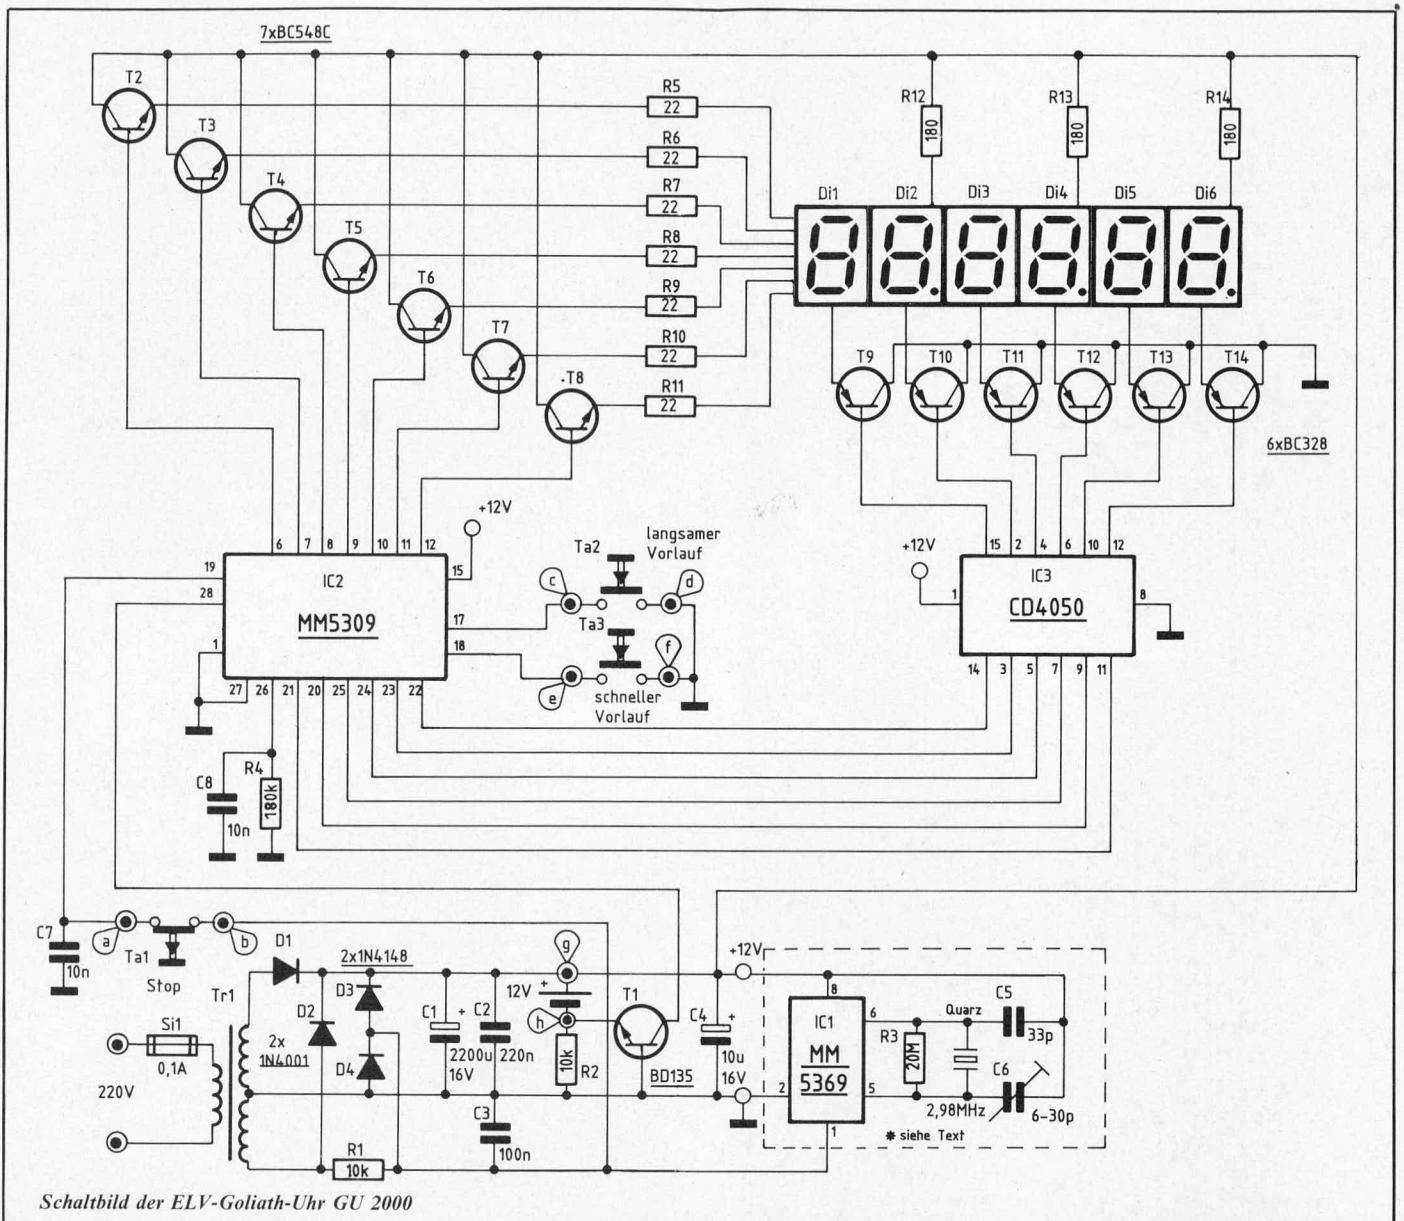 7xBC548C
T2
T3
T4
T5
T6
T7
T8
R5
22
R6
22
R7
22
R8
22
R9
22
R10
22
R11
22
R12
180
R13
180
R14
180
Di1 Di2 Di3 Di4 Di5 Di6
T9 T10 T11 T12 T13 T14
6xBC328
+12V
6 7 8 9 10 11 12
19
28
1
15
17
18
IC2
MM5309
27 26 21 20 25 24 23 22
Ta2
langsamer
Vorlauf
c
d
Ta3
f
e
schneller
Vorlauf
+12V
15 2 4 6 10 12
1
8
IC3
CD4050
14 3 5 7 9 11
C8
10n
R4
180k
C7
10n
a
Ta1
b
Stop
Si1
0,1A
220V
Tr1
D1
D2
2x
1N4001
2x1N4148
D3
D4
R1
10k
C1
+
2200u
16V
C2
220n
C3
100n
g
12V
+
h
10k
R2
T1
BD135
C4
+
10u
16V
+12V
8
6
2
5
1
IC1
MM
5369
R3
20M
Quarz
2,98MHz
C5
33p
C6
6-30p
✱ siehe Text
Schaltbild der ELV-Goliath-Uhr GU 2000